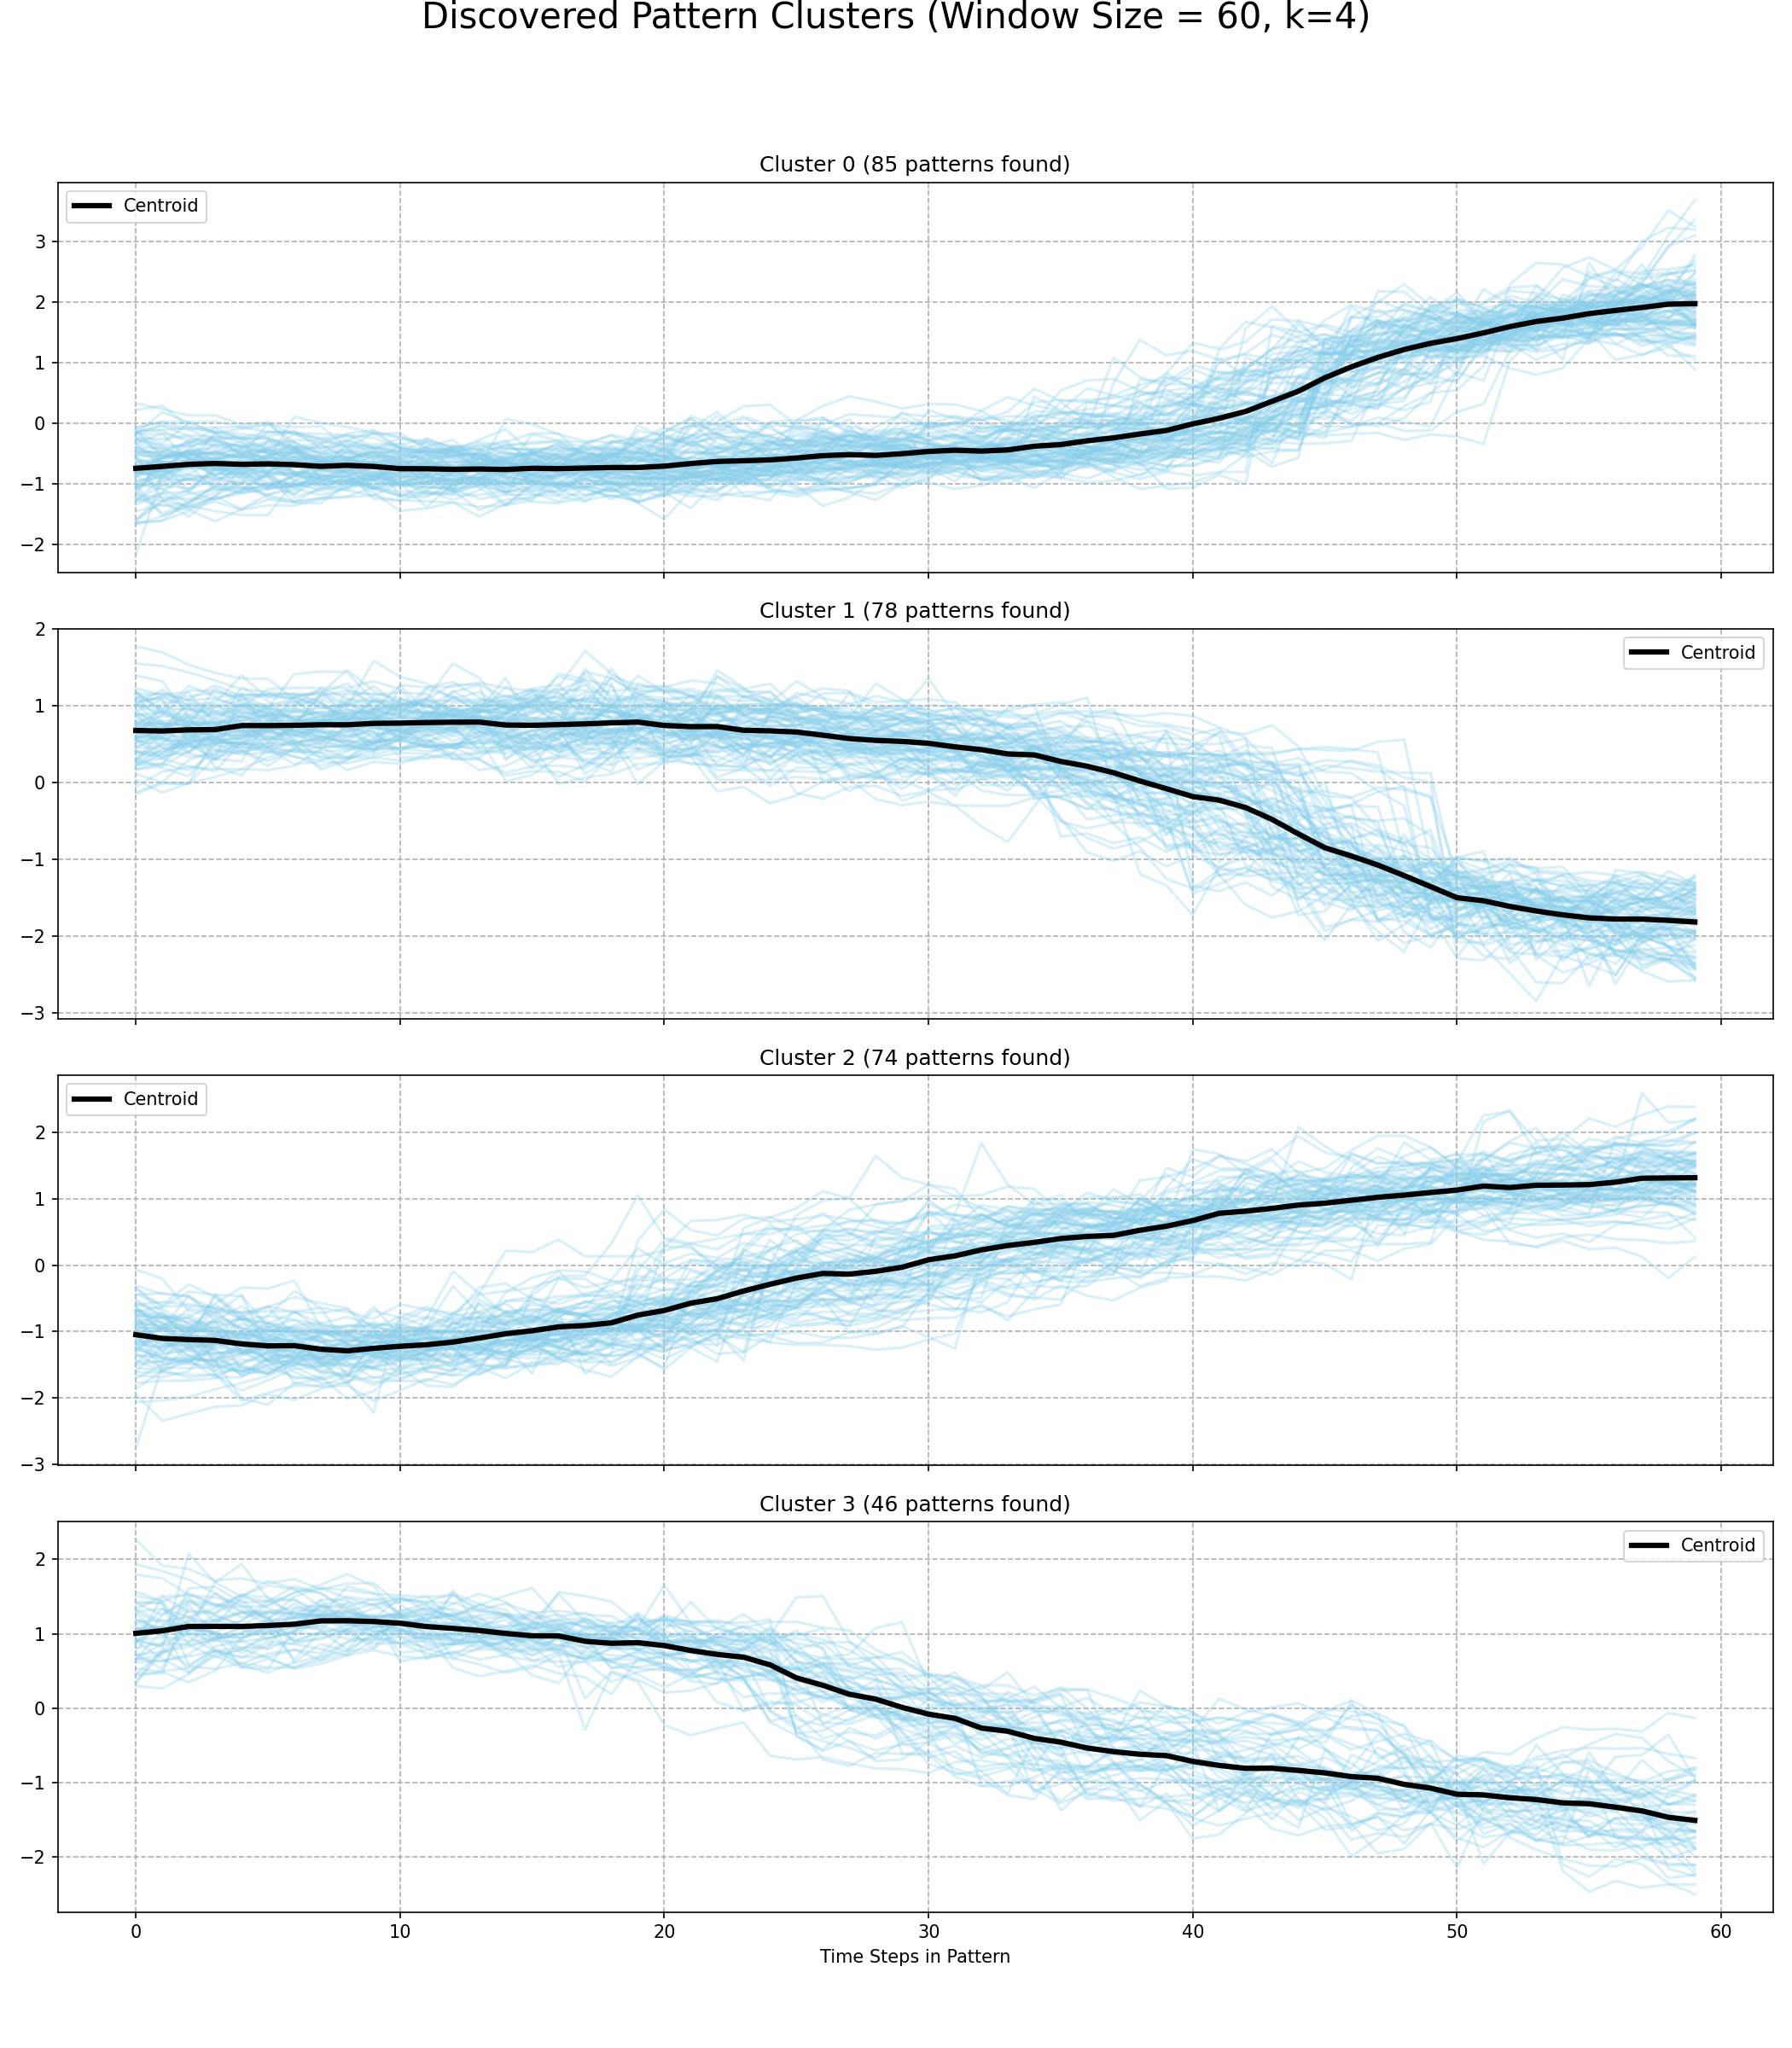 Discovered Pattern Clusters (Window Size = 60, k=4)
Cluster 0 (85 patterns found)
Centroid
3
2
1
0
−1
−2
Cluster 1 (78 patterns found)
Centroid
2
1
0
−1
−2
−3
Cluster 2 (74 patterns found)
Centroid
2
1
0
−1
−2
−3
Cluster 3 (46 patterns found)
Centroid
2
1
0
−1
−2
0 10 20 30 40 50 60
Time Steps in Pattern